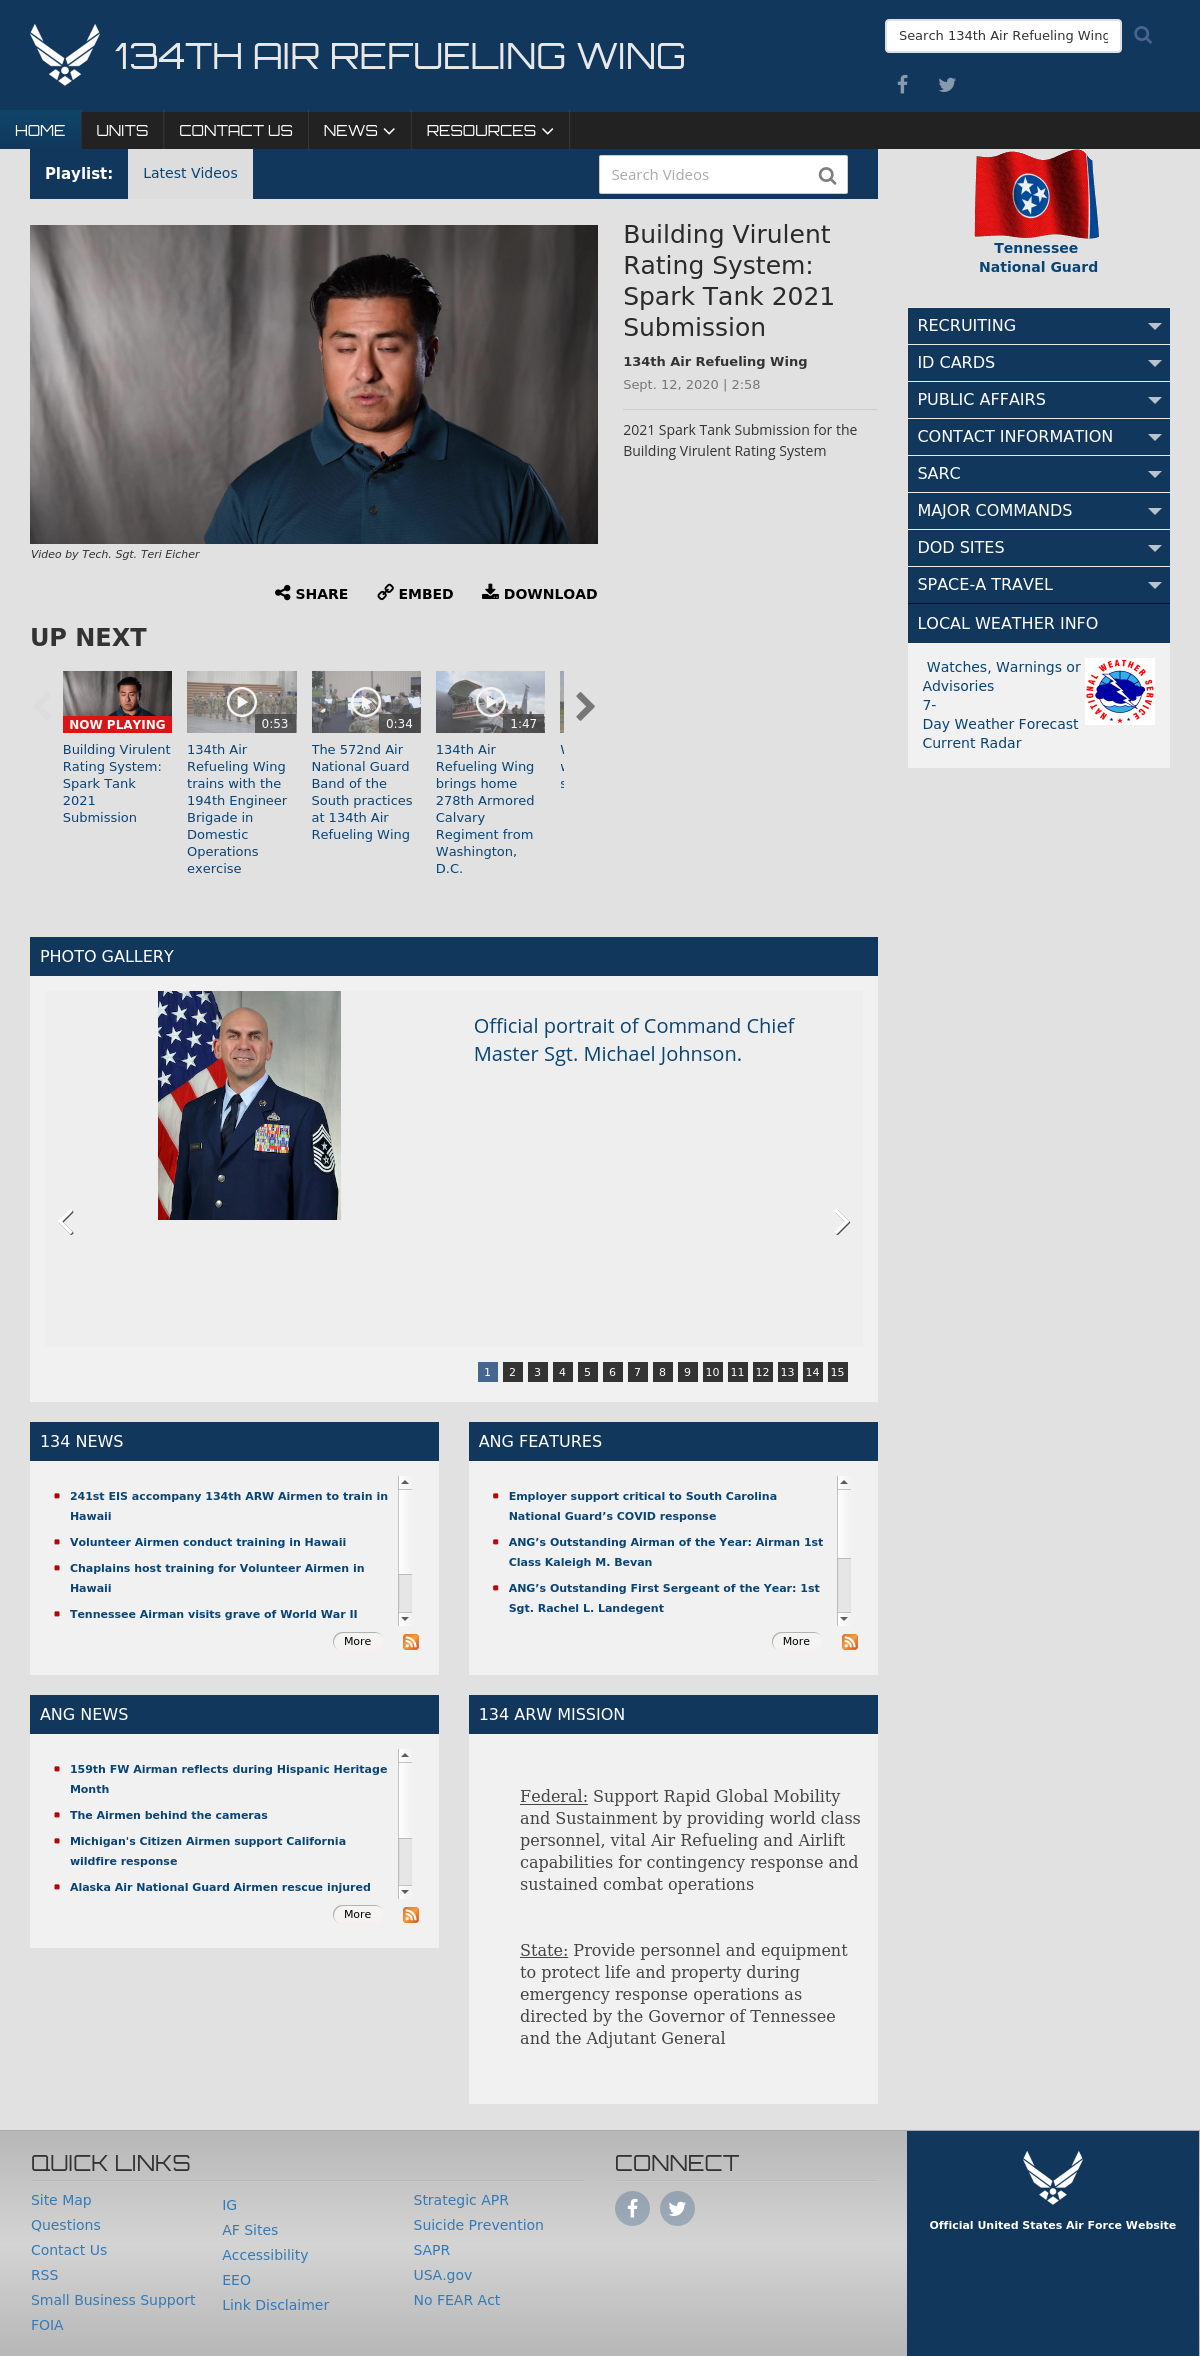 134TH AIR REFUELING WING
Search 134th Air Refueling Wing
HOME
UNITS
CONTACT US
NEWS
RESOURCES
Playlist:
Latest Videos
Search Videos
Building Virulent
Rating System:
Spark Tank 2021
Submission
134th Air Refueling Wing
Sept. 12, 2020 | 2:58
2021 Spark Tank Submission for the
Building Virulent Rating System
Video by Tech. Sgt. Teri Eicher
SHARE
EMBED
DOWNLOAD
UP NEXT
NOW PLAYING
Building Virulent
Rating System:
Spark Tank
2021
Submission
0:53
134th Air
Refueling Wing
trains with the
194th Engineer
Brigade in
Domestic
Operations
exercise
0:34
The 572nd Air
National Guard
Band of the
South practices
at 134th Air
Refueling Wing
1:47
134th Air
Refueling Wing
brings home
278th Armored
Calvary
Regiment from
Washington,
D.C.
Tennessee
National Guard
RECRUITING
ID CARDS
PUBLIC AFFAIRS
CONTACT INFORMATION
SARC
MAJOR COMMANDS
DOD SITES
SPACE-A TRAVEL
LOCAL WEATHER INFO
Watches, Warnings or
Advisories
7-
Day Weather Forecast
Current Radar
NATIONAL WEATHER SERVICE
PHOTO GALLERY
Official portrait of Command Chief
Master Sgt. Michael Johnson.
1 2 3 4 5 6 7 8 9 10 11 12 13 14 15
134 NEWS
241st EIS accompany 134th ARW Airmen to train in
Hawaii
Volunteer Airmen conduct training in Hawaii
Chaplains host training for Volunteer Airmen in
Hawaii
Tennessee Airman visits grave of World War II
More
ANG FEATURES
Employer support critical to South Carolina
National Guard’s COVID response
ANG’s Outstanding Airman of the Year: Airman 1st
Class Kaleigh M. Bevan
ANG’s Outstanding First Sergeant of the Year: 1st
Sgt. Rachel L. Landegent
More
ANG NEWS
159th FW Airman reflects during Hispanic Heritage
Month
The Airmen behind the cameras
Michigan's Citizen Airmen support California
wildfire response
Alaska Air National Guard Airmen rescue injured
More
134 ARW MISSION
Federal: Support Rapid Global Mobility
and Sustainment by providing world class
personnel, vital Air Refueling and Airlift
capabilities for contingency response and
sustained combat operations
State: Provide personnel and equipment
to protect life and property during
emergency response operations as
directed by the Governor of Tennessee
and the Adjutant General
QUICK LINKS
Site Map
Questions
Contact Us
RSS
Small Business Support
FOIA
IG
AF Sites
Accessibility
EEO
Link Disclaimer
Strategic APR
Suicide Prevention
SAPR
USA.gov
No FEAR Act
CONNECT
Official United States Air Force Website